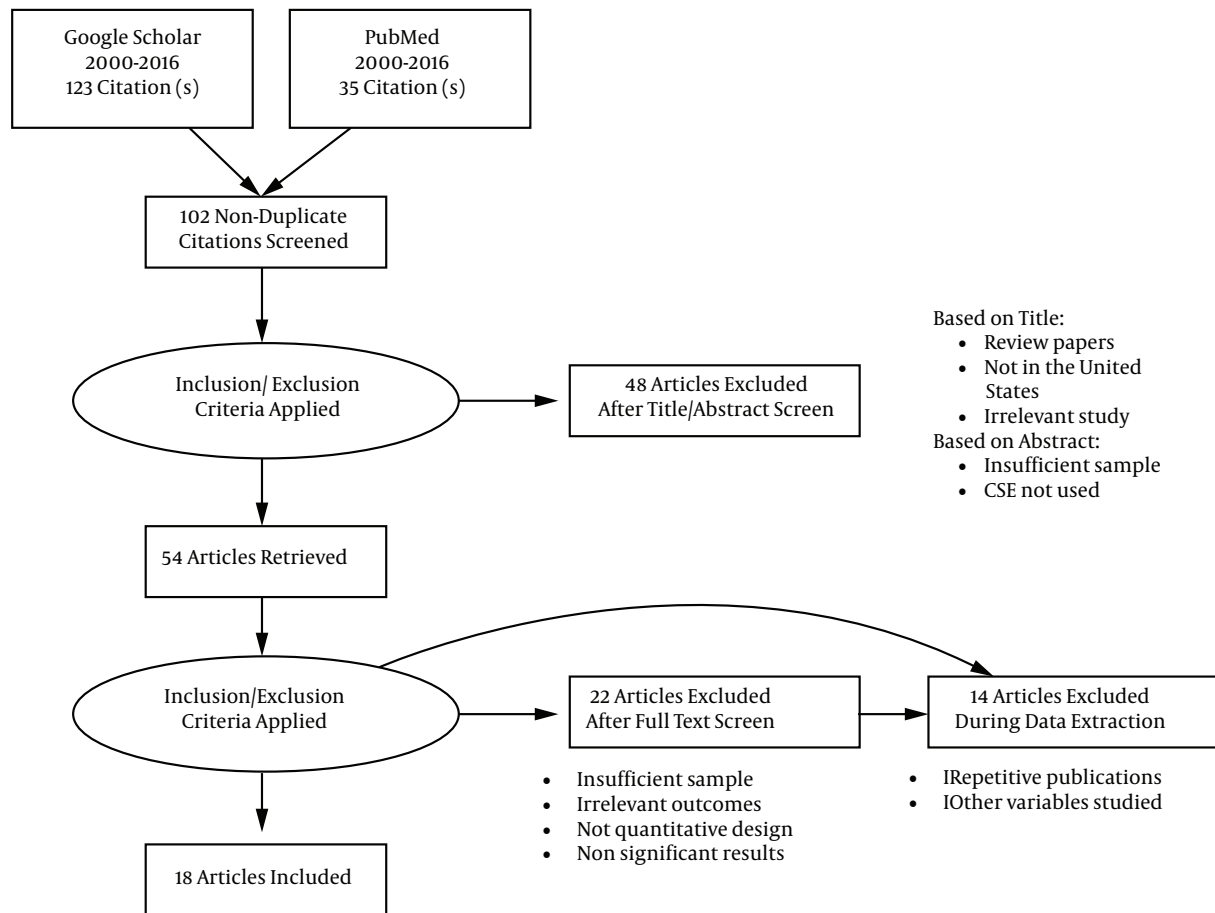 Google Scholar
2000-2016
123 Citation (s)
PubMed
2000-2016
35 Citation (s)
102 Non-Duplicate
Citations Screened
Inclusion/ Exclusion
Criteria Applied
48 Articles Excluded
After Title/Abstract Screen
Based on Title:
• Review papers
• Not in the United
States
• Irrelevant study
Based on Abstract:
• Insufficient sample
• CSE not used
54 Articles Retrieved
Inclusion/Exclusion
Criteria Applied
22 Articles Excluded
After Full Text Screen
14 Articles Excluded
During Data Extraction
• Insufficient sample
• Irrelevant outcomes
• Not quantitative design
• Non significant results
• IRepetitive publications
• IOther variables studied
18 Articles Included